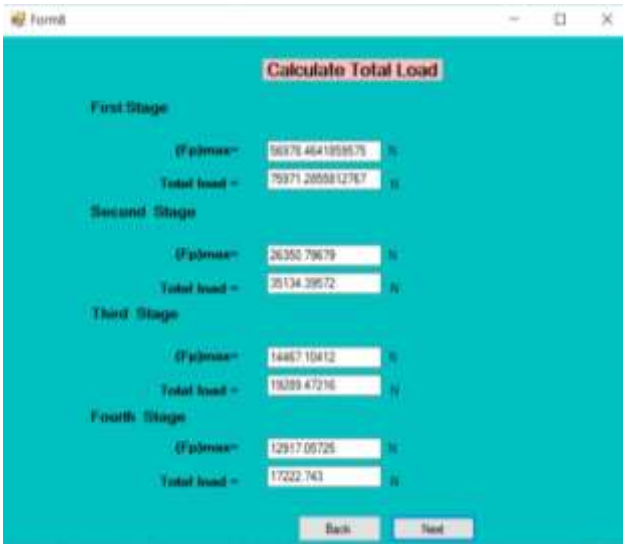 Form8
Calculate Total Load
First Stage
(Fp)max= 56978.4641859575 N
Total load = 75971.2855812767 N
Second Stage
(Fp)max= 26350.79679 N
Total load = 35134.39572 N
Third Stage
(Fp)max= 14467.10412 N
Total load = 19289.47216 N
Fourth Stage
(Fp)max= 12917.05725 N
Total load = 17222.743 N
Back Next